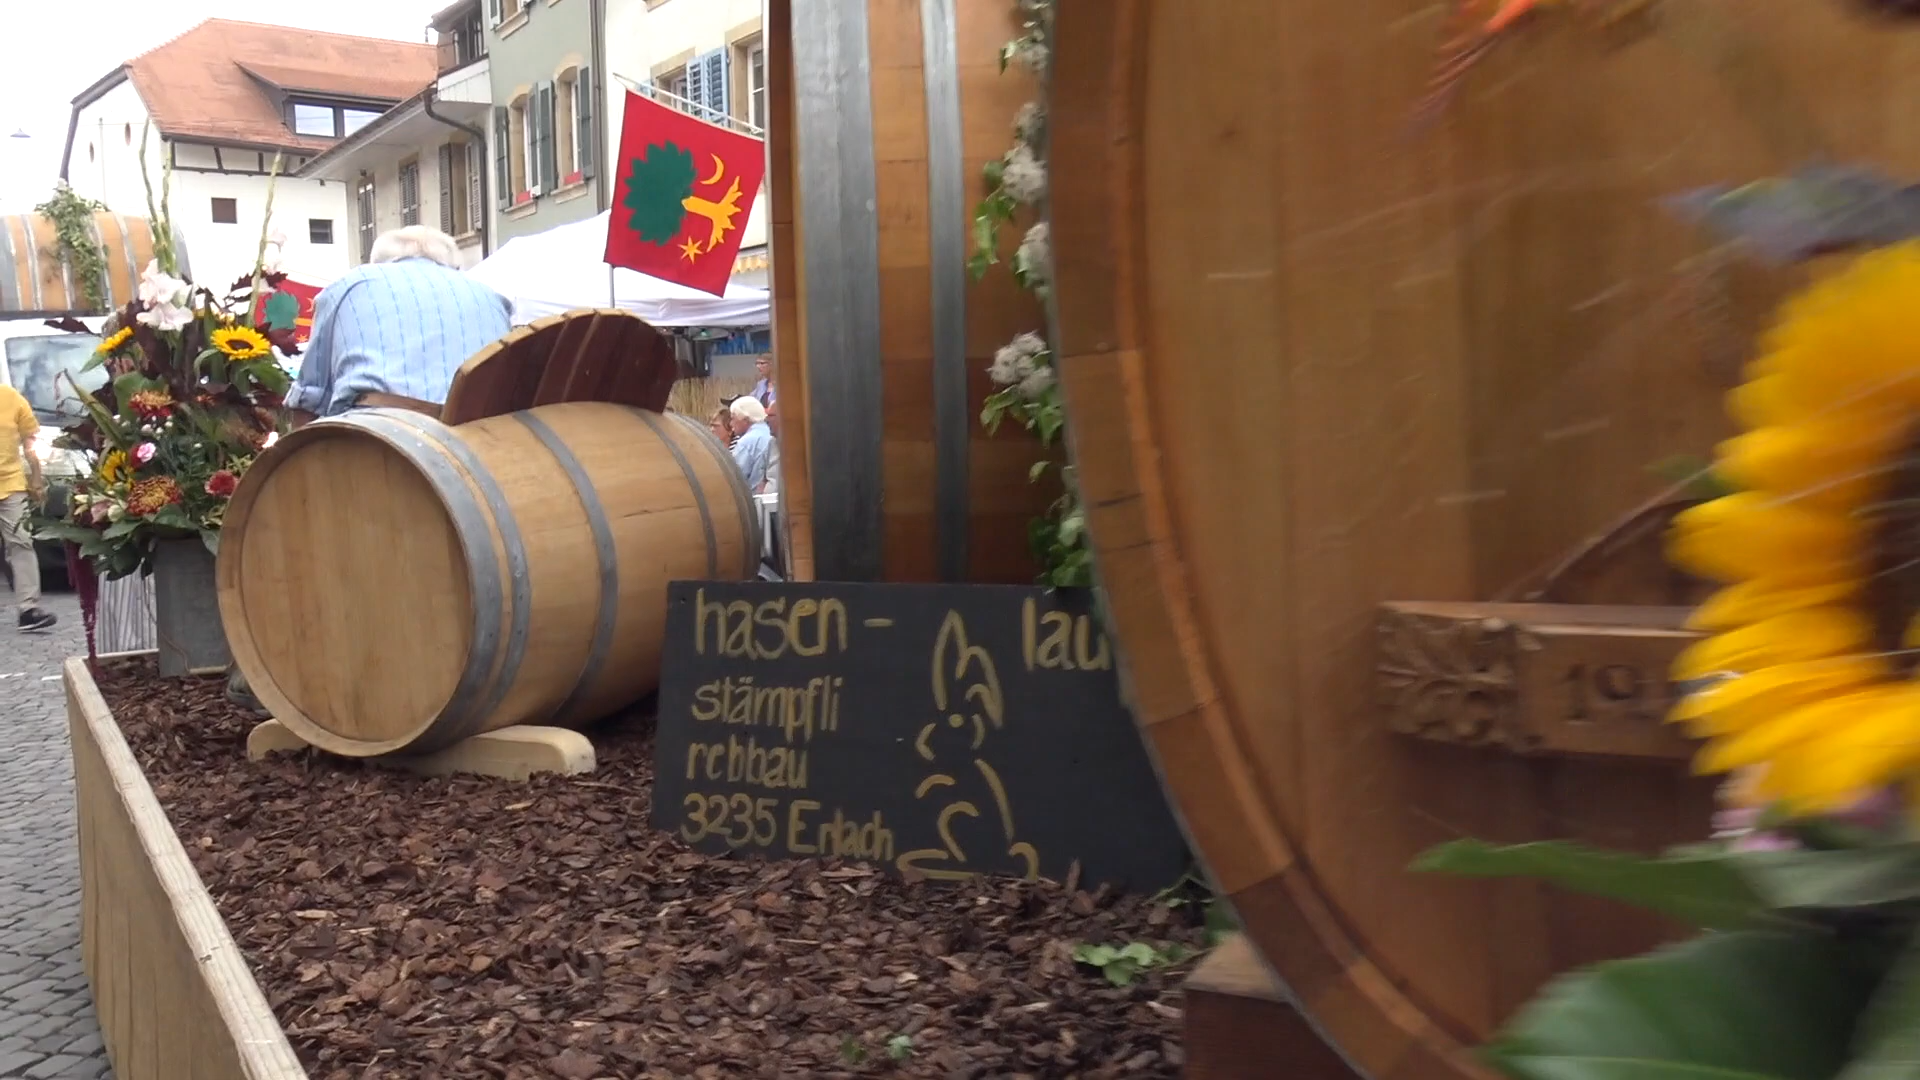 hasen - lau
stämpfli
rebbau
3235 Erlach